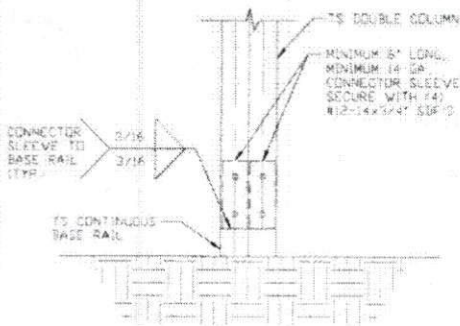 TS DOUBLE COLUMN
MINIMUM 6" LONG,
MINIMUM 14 GA.
CONNECTOR SLEEVE
SECURE WITH (4)
#12-14x3/4" SDF'S
CONNECTOR
SLEEVE TO
BASE RAIL
(TYP.
3/16
3/16
TS CONTINUOUS
BASE RAIL